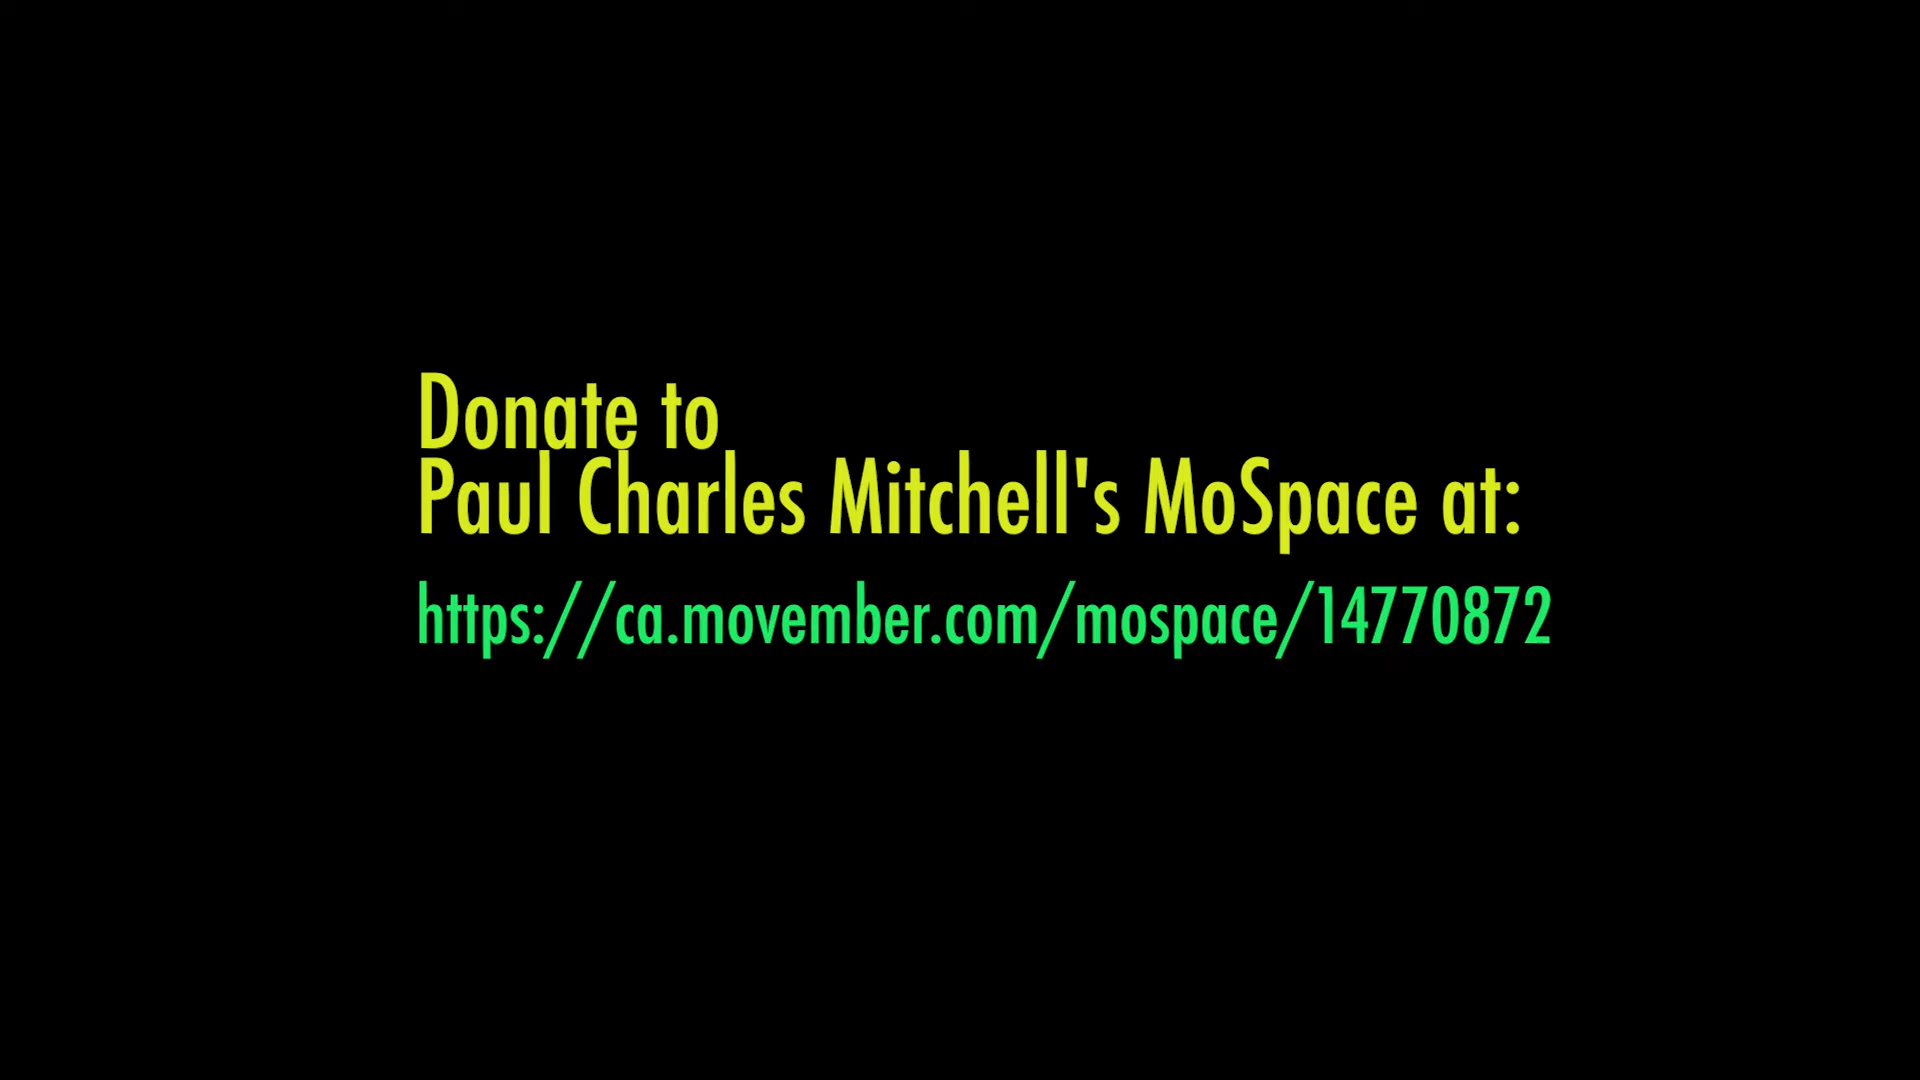 Donate to
Paul Charles Mitchell's MoSpace at:
https://ca.movember.com/mospace/14770872